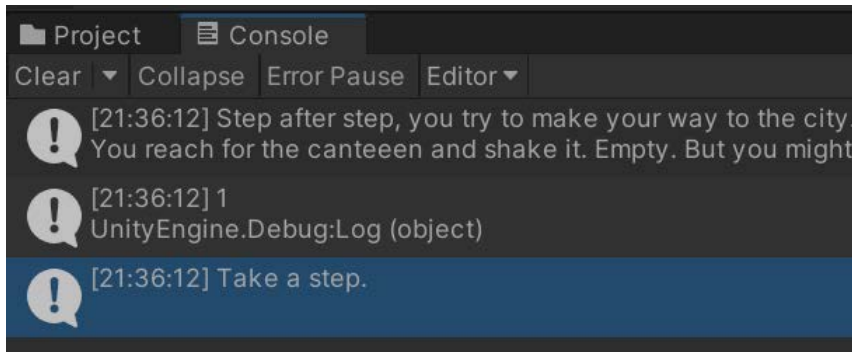 Project Console
Clear Collapse Error Pause Editor
[21:36:12] Step after step, you try to make your way to the city.
You reach for the canteeen and shake it. Empty. But you might
[21:36:12] 1
UnityEngine.Debug:Log (object)
[21:36:12] Take a step.